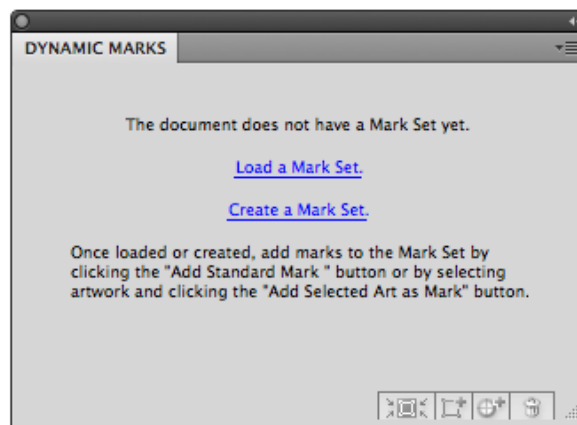 DYNAMIC MARKS
The document does not have a Mark Set yet.
Load a Mark Set.
Create a Mark Set.
Once loaded or created, add marks to the Mark Set by
clicking the "Add Standard Mark " button or by selecting
artwork and clicking the "Add Selected Art as Mark" button.